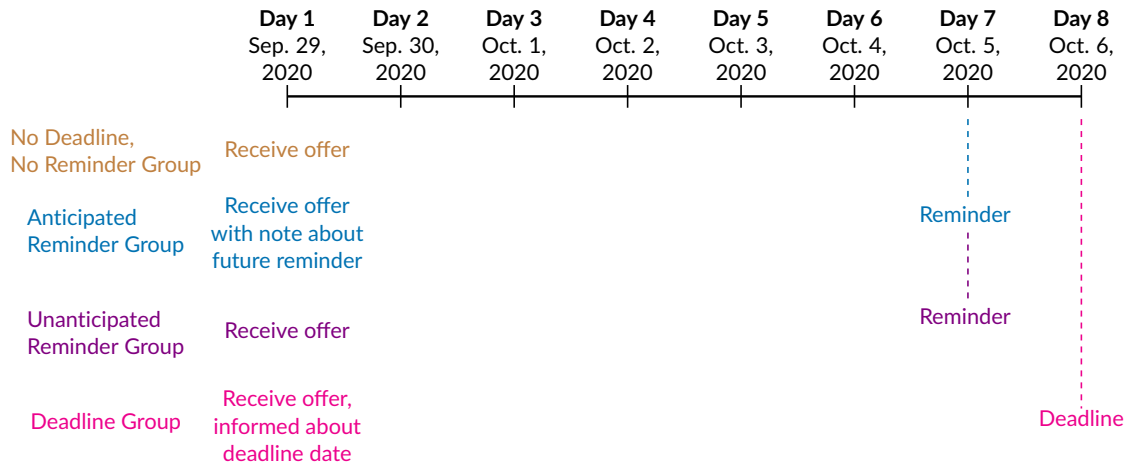 Day 1 Day 2 Day 3 Day 4 Day 5 Day 6 Day 7 Day 8
Sep. 29, Sep. 30, Oct. 1, Oct. 2, Oct. 3, Oct. 4, Oct. 5, Oct. 6,
2020 2020 2020 2020 2020 2020 2020 2020
No Deadline,
No Reminder Group
Receive offer
Anticipated
Reminder Group
Receive offer
with note about
future reminder
Reminder
Unanticipated
Reminder Group
Receive offer
Reminder
Deadline Group
Receive offer,
informed about
deadline date
Deadline